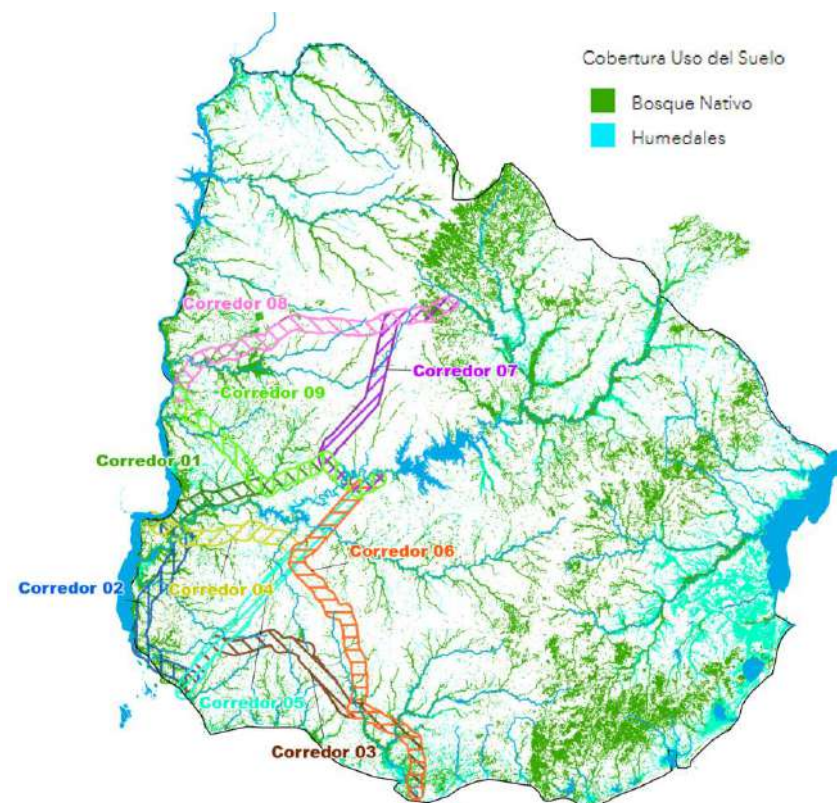 Cobertura Uso del Suelo
Bosque Nativo
Humedales
Corredor 08
Corredor 07
Corredor 09
Corredor 01
Corredor 06
Corredor 02
Corredor 04
Corredor 05
Corredor 03